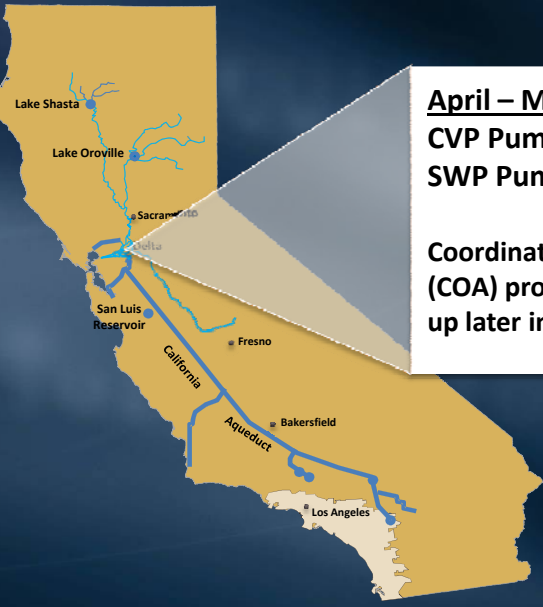 Lake Shasta
Lake Oroville
Sacramento
Delta
San Luis
Reservoir
Fresno
California
Aqueduct
Bakersfield
Los Angeles
April – M
CVP Pum
SWP Pun
Coordinat
(COA) pro
up later in